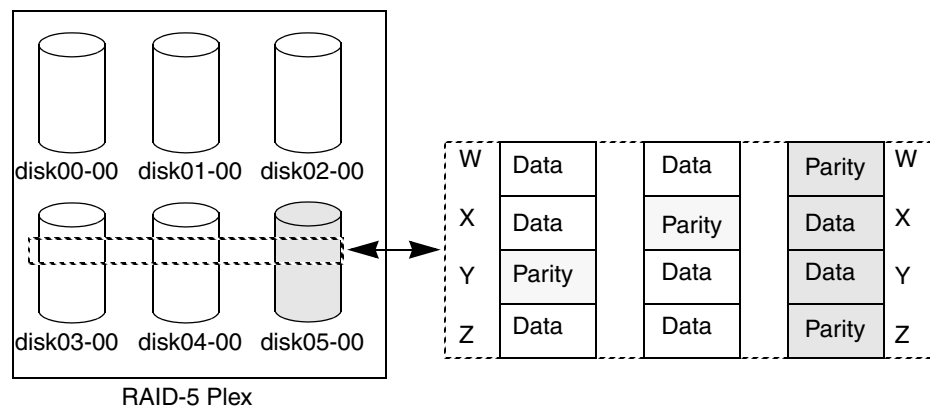 disk00-00 disk01-00 disk02-00
disk03-00 disk04-00 disk05-00
RAID-5 Plex
W Data Data Parity W
X Data Parity Data X
Y Parity Data Data Y
Z Data Data Parity Z